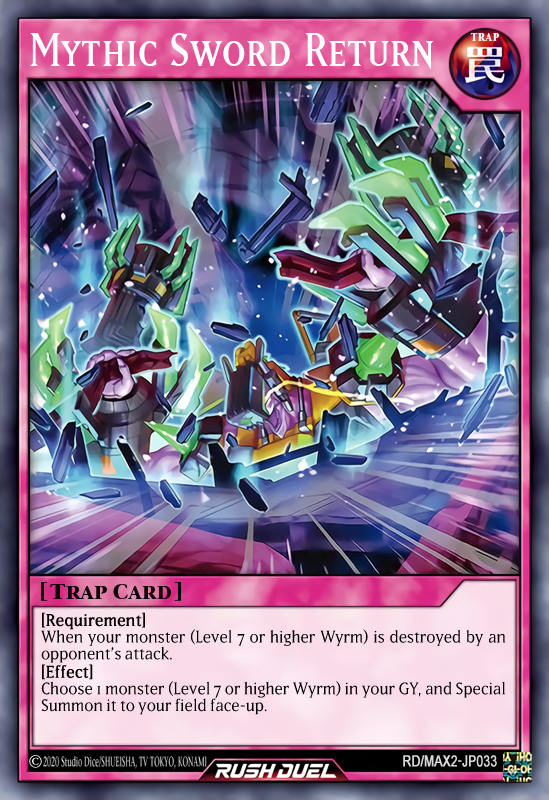 MYTHIC SWORD RETURN
TRAP
罠
[TRAP CARD]
[Requirement]
When your monster (Level 7 or higher Wyrm) is destroyed by an
opponent's attack.
[Effect]
Choose 1 monster (Level 7 or higher Wyrm) in your GY, and Special
Summon it to your field face-up.
©2020 Studio Dice/SHUEISHA, TV TOKYO, KONAMI
RUSH DUEL
RD/MAX2-JP033